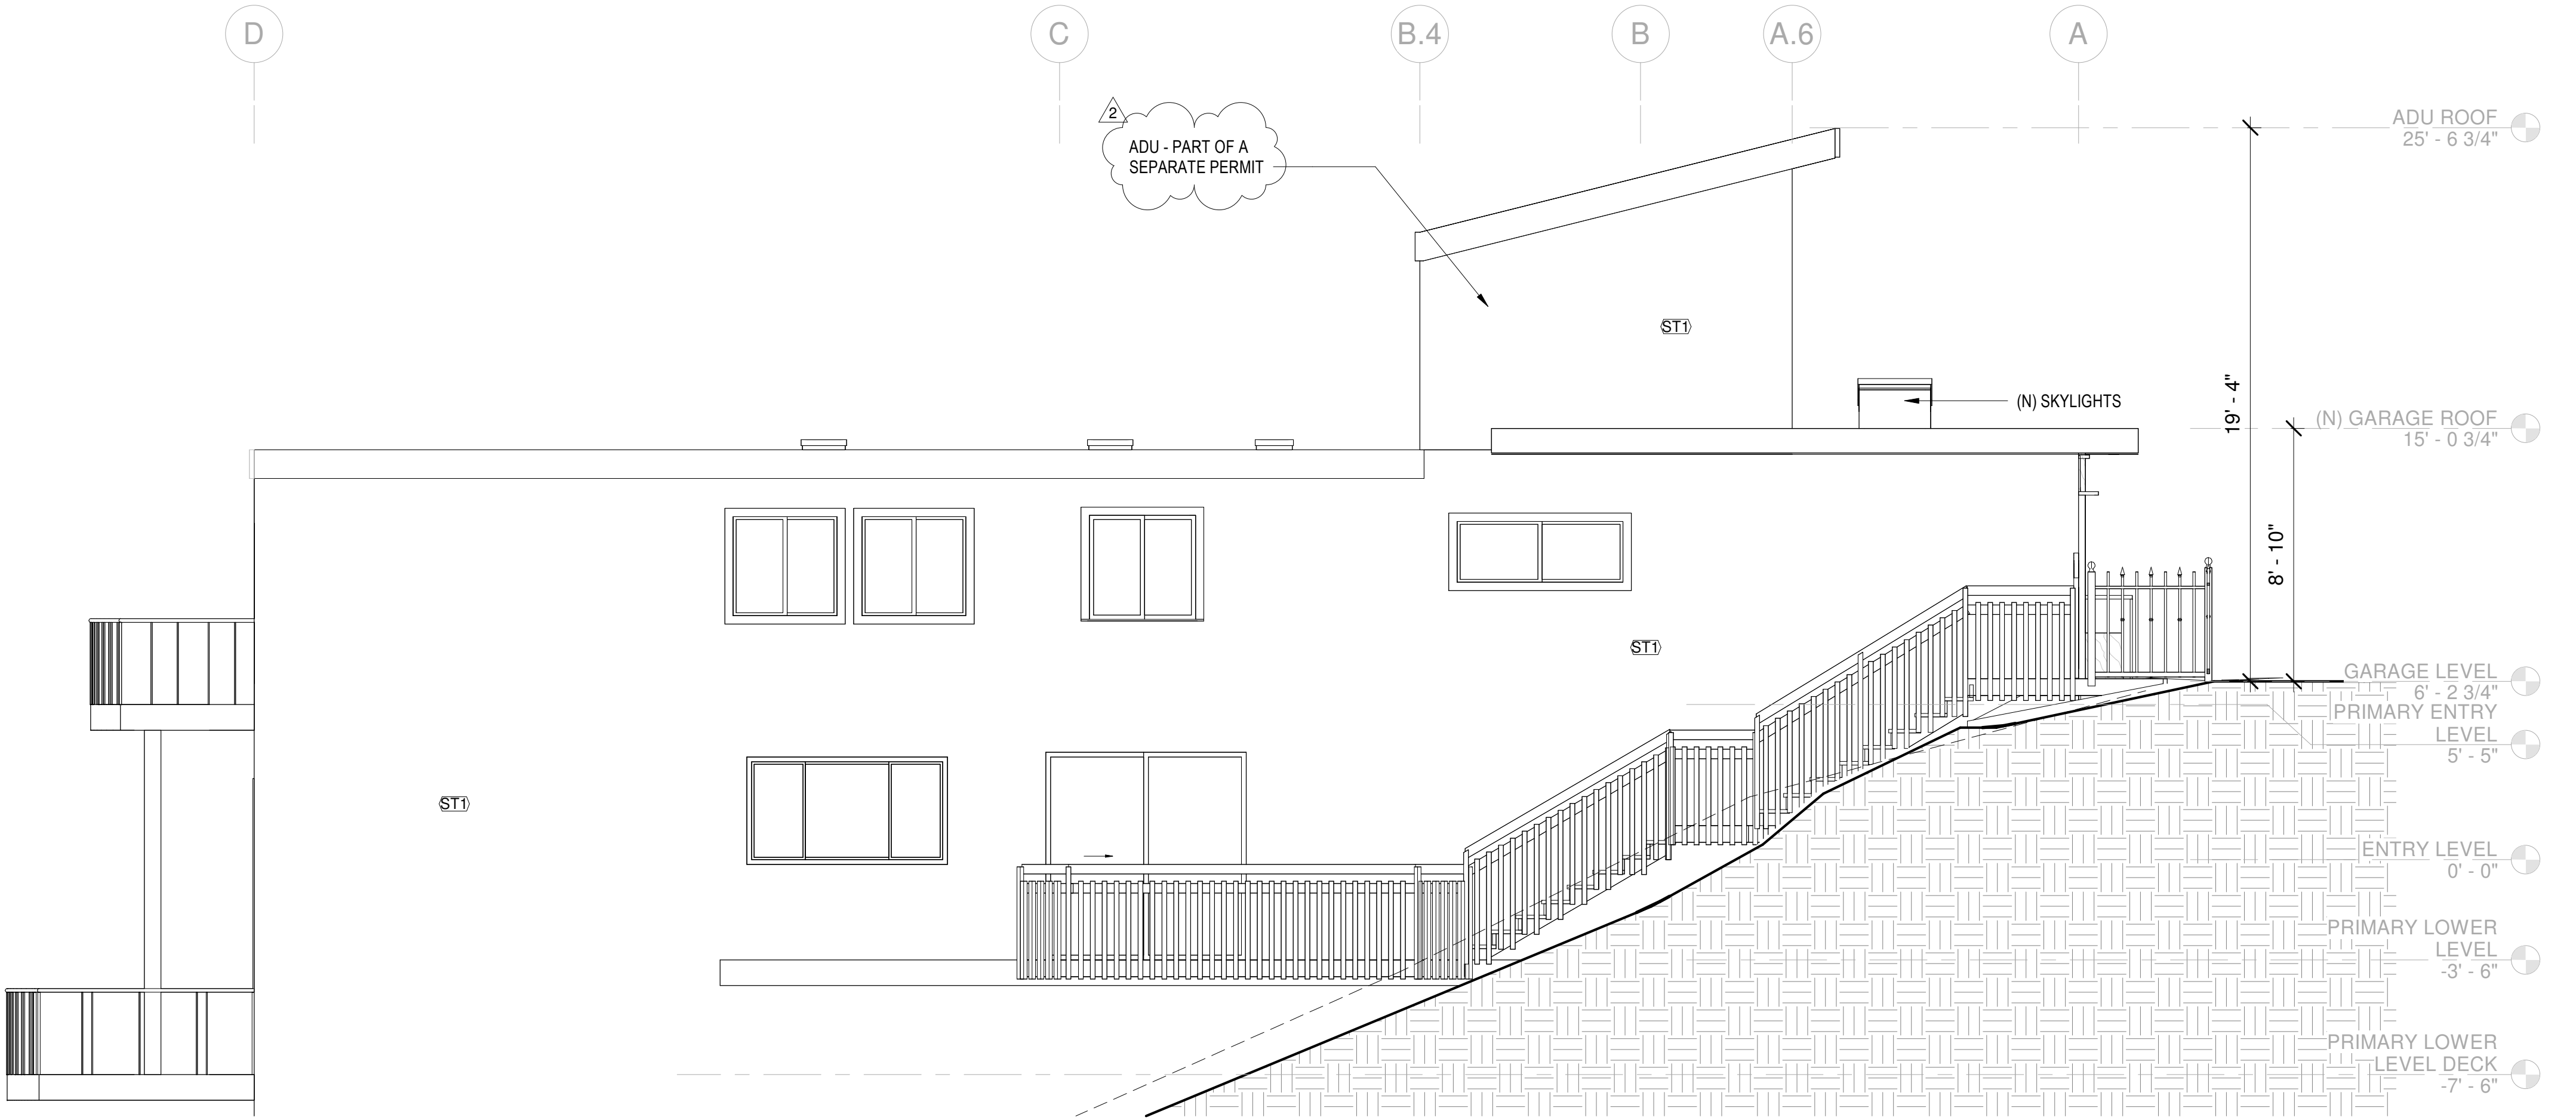 D
C
B.4
B
A.6
A
2
ADU - PART OF A
SEPARATE PERMIT
ADU ROOF
25' - 6 3/4"
ST1
(N) SKYLIGHTS
19' - 4"
(N) GARAGE ROOF
15' - 0 3/4"
8' - 10"
ST1
GARAGE LEVEL
6' - 2 3/4"
PRIMARY ENTRY
LEVEL
5' - 5"
ST1
ENTRY LEVEL
0' - 0"
PRIMARY LOWER
LEVEL
-3' - 6"
PRIMARY LOWER
LEVEL DECK
-7' - 6"